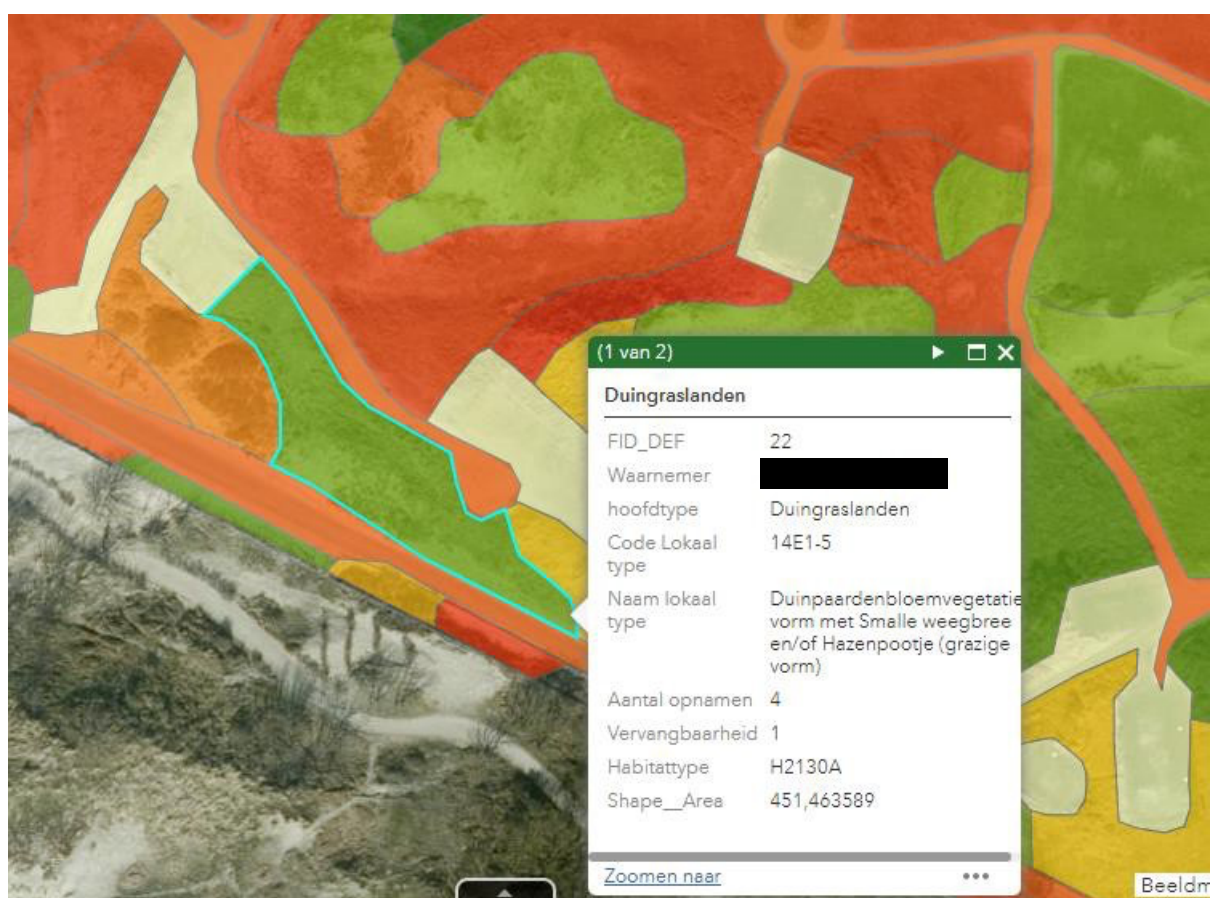 (1 van 2)
Duingraslanden
FID_DEF 22
Waarnemer
hoofdtype Duingraslanden
Code Lokaal type 14E1-5
Naam lokaal type Duinpaardenbloemvegetatie
vorm met Smalle weegbree
en/of Hazenpootje (grazige
vorm)
Aantal opnamen 4
Vervangbaarheid 1
Habitattype H2130A
Shape__Area 451,463589
Zoomen naar
Beeldm